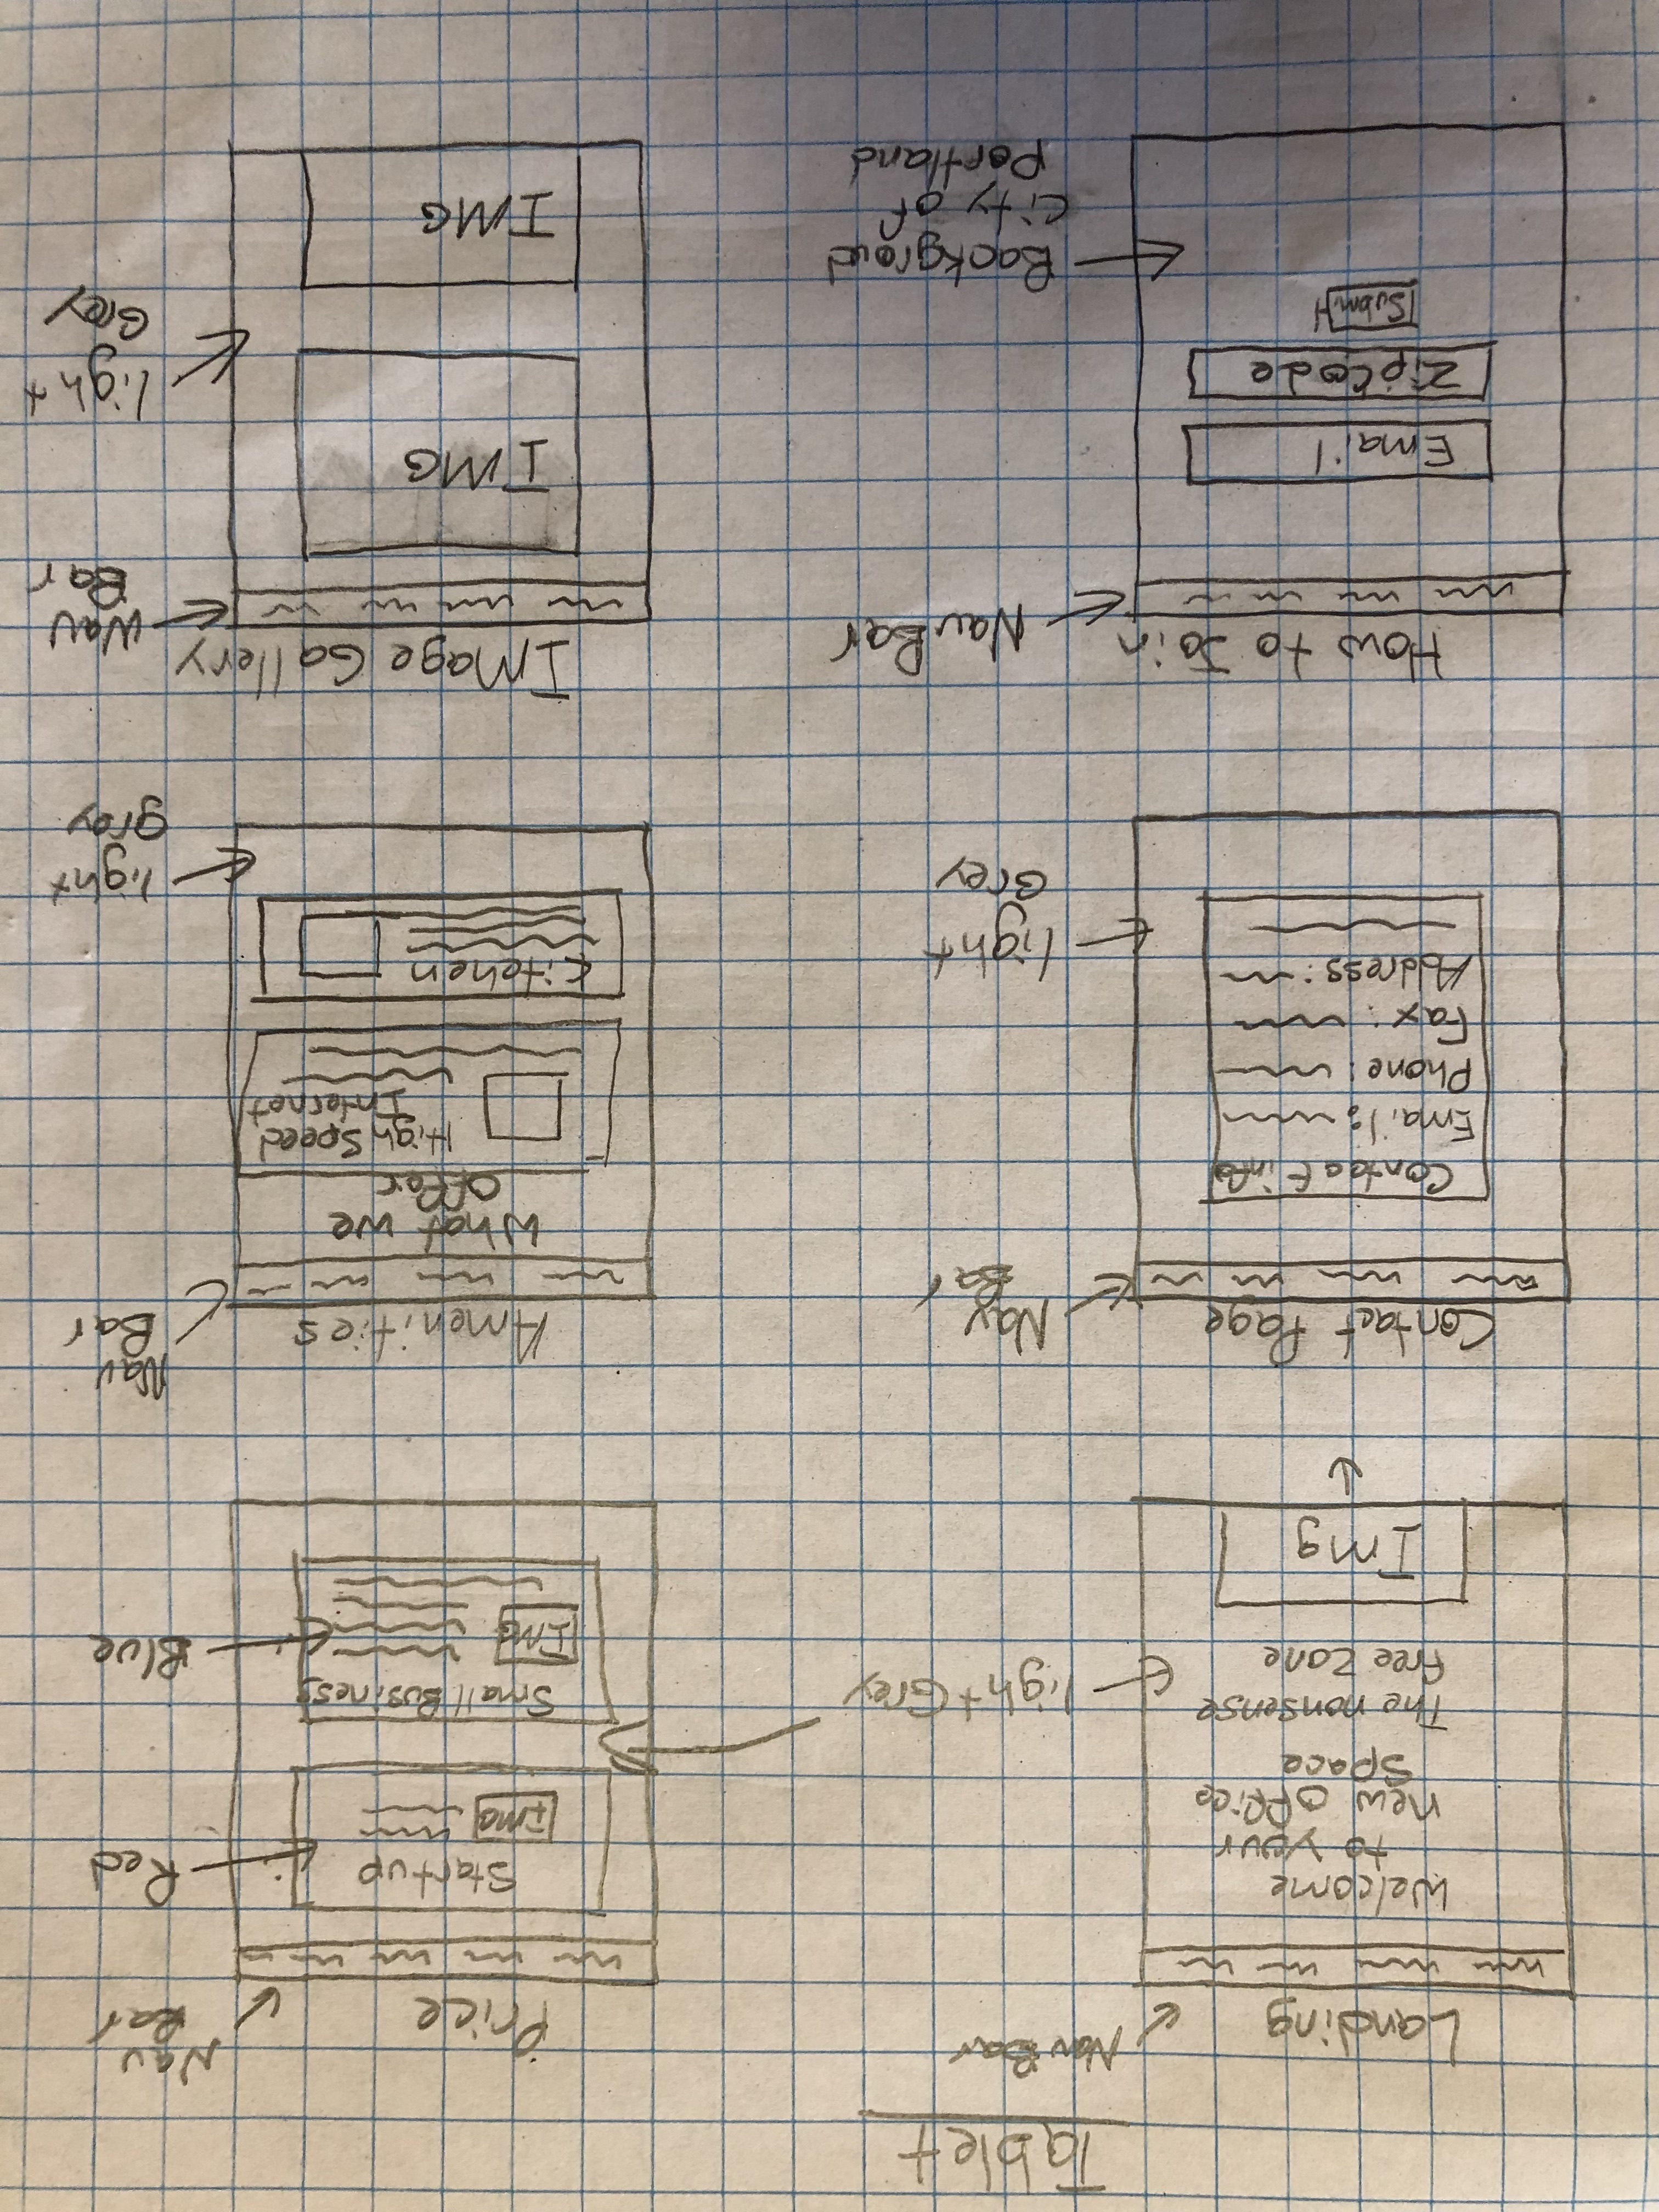 Tablet
Landing
Nav Bar
Welcome
to your
new office
space
The nonsense
free zone
Img
light Grey
Price
Nav
Bar
Startup
IMG
Red
Small Business
IMG
Blue
Contact Page
Nav
Bar
Contact info
Email:
Phone:
Fax:
Address:
light
Grey
Amenities
Nav
Bar
What we
offer
High Speed
Internet
Kitchen
light
gray
How to Join
Nav Bar
Email
ZipCode
Submit
Backgroud
city of
Portland
Image Gallery
Nav
Bar
IMG
light
Grey
IMG